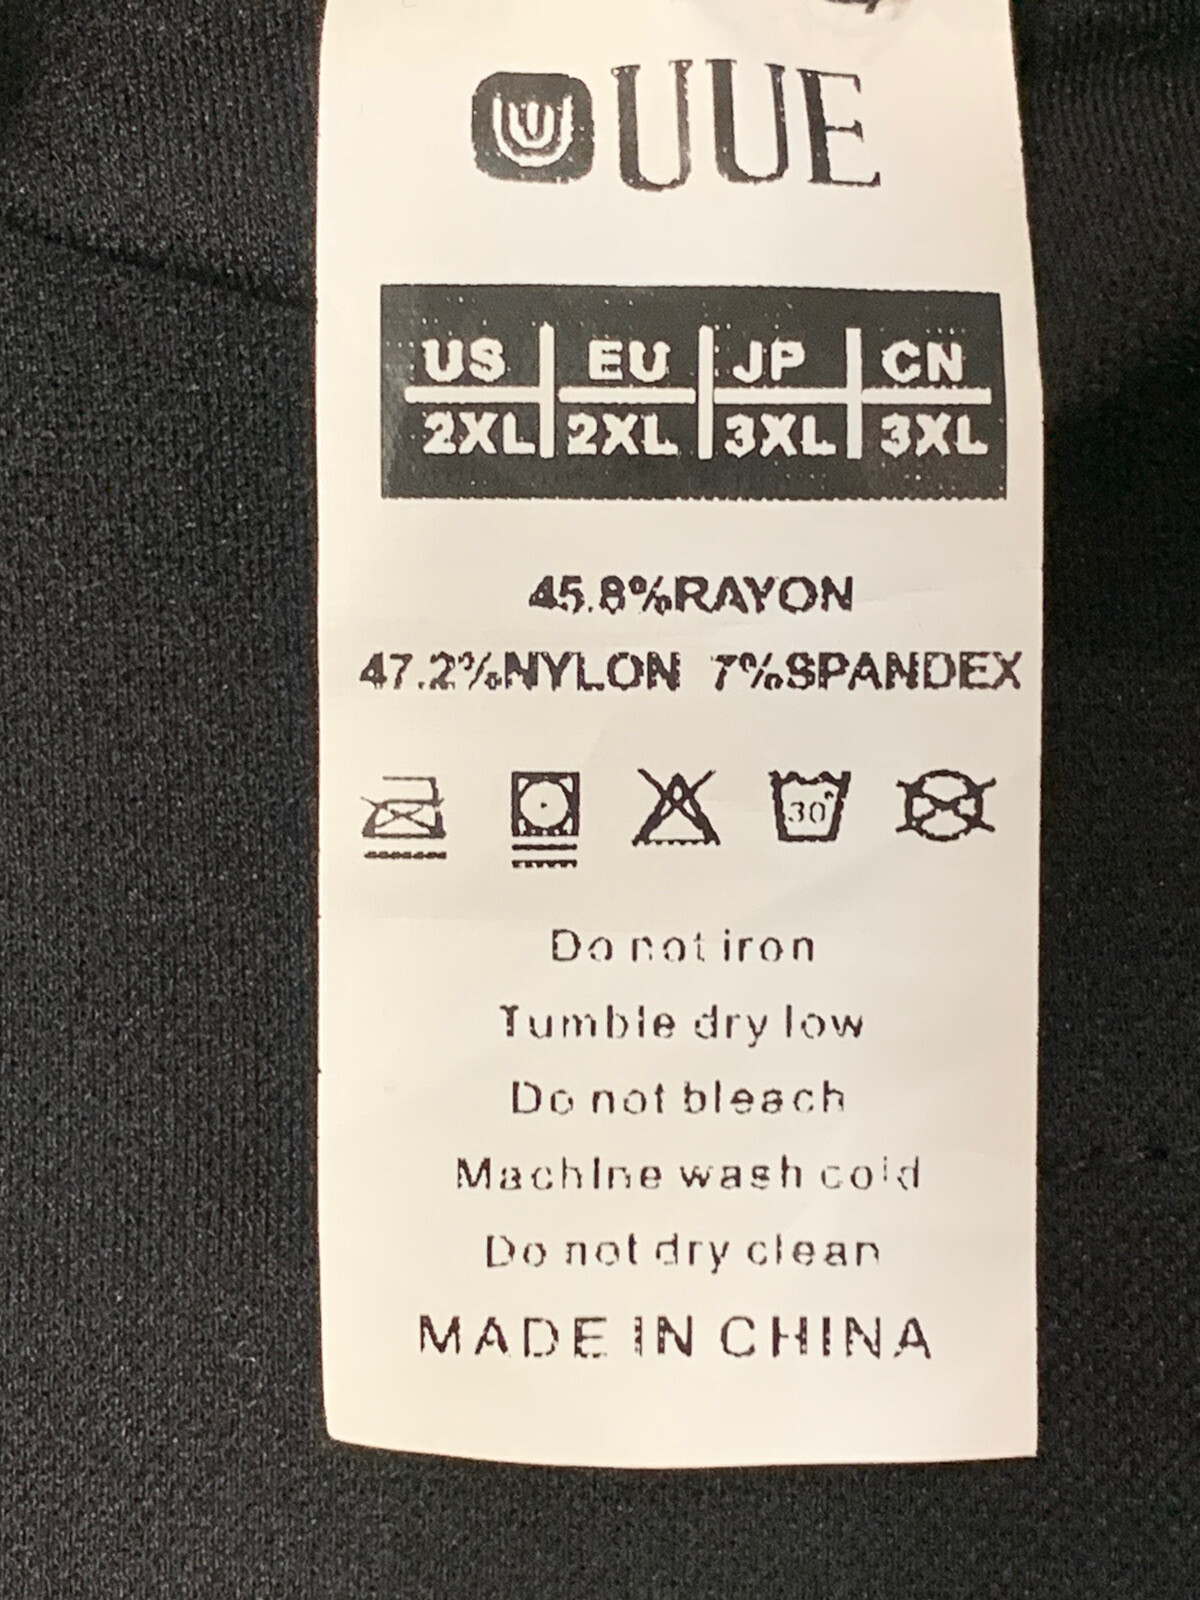 UUE
US EU JP CN
2XL 2XL 3XL 3XL
45.8%RAYON
47.2%NYLON 7%SPANDEX
30°
Do not iron
Tumble dry low
Do not bleach
Machine wash cold
Do not dry clean
MADE IN CHINA